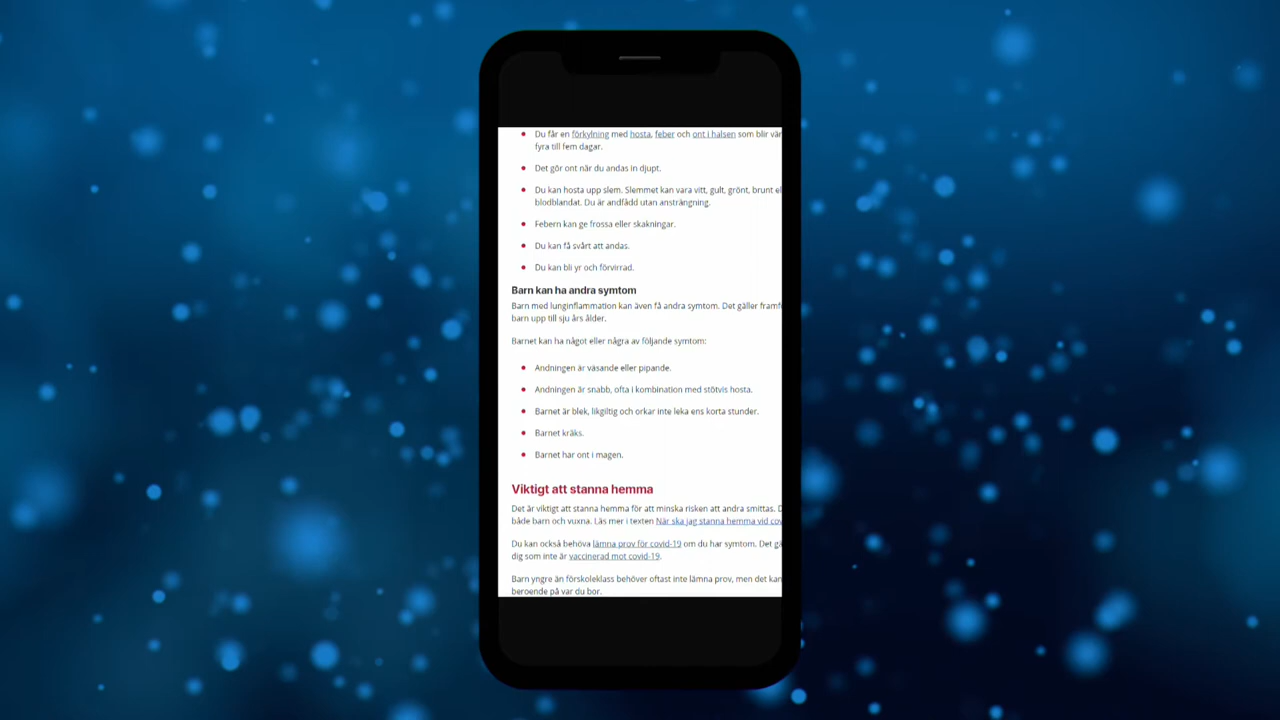 Du får en förkylning med hosta, feber och ont i halsen som blir
fyra till fem dagar.
Det gör ont när du andas in djupt.
Du kan hosta upp slem. Slemmet kan vara vitt, gult, grönt, brunt
blodblandat. Du är andfådd utan ansträngning.
Febern kan ge frossa eller skakningar.
Du kan få svårt att andas.
Du kan bli yr och förvirrad.
Barn kan ha andra symtom
Barn med lunginflammation kan även få andra symtom. Det gäller
barn upp till sju års ålder.
Barnet kan ha något eller några av följande symtom:
Andningen är väsande eller pipande.
Andningen är snabb, ofta i kombination med stötvis hosta.
Barnet är blek, likgiltig och orkar inte leka ens korta stunder.
Barnet kräks.
Barnet har ont i magen.
Viktigt att stanna hemma
Det är viktigt att stanna hemma för att minska risken att andra smittas.
både barn och vuxna. Läs mer i texten När ska jag stanna hemma vid
Du kan också behöva lämna prov för covid-19 om du har symtom. Det
dig som inte är vaccinerad mot covid-19.
Barn yngre än förskoleklass behöver oftast inte lämna prov, men det kan
beroende på var du bor.